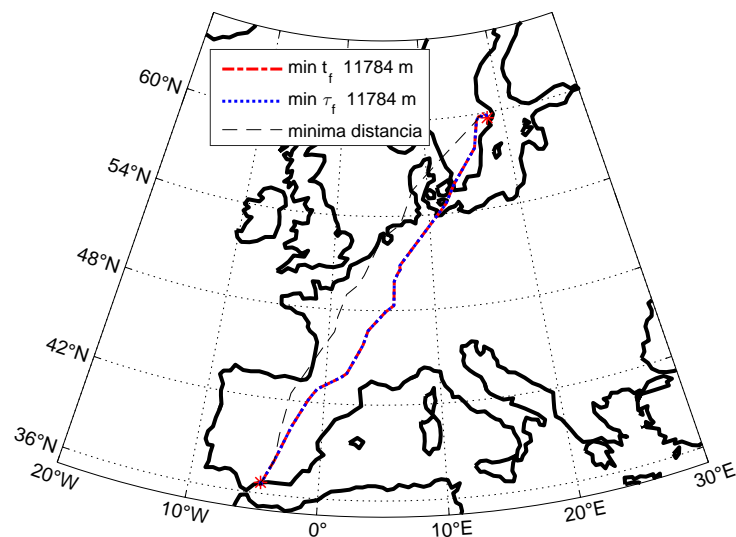 min t_f 11784 m
min τ_f 11784 m
minima distancia
60°N
54°N
48°N
42°N
36°N
20°W
10°W
0°
10°E
20°E
30°E